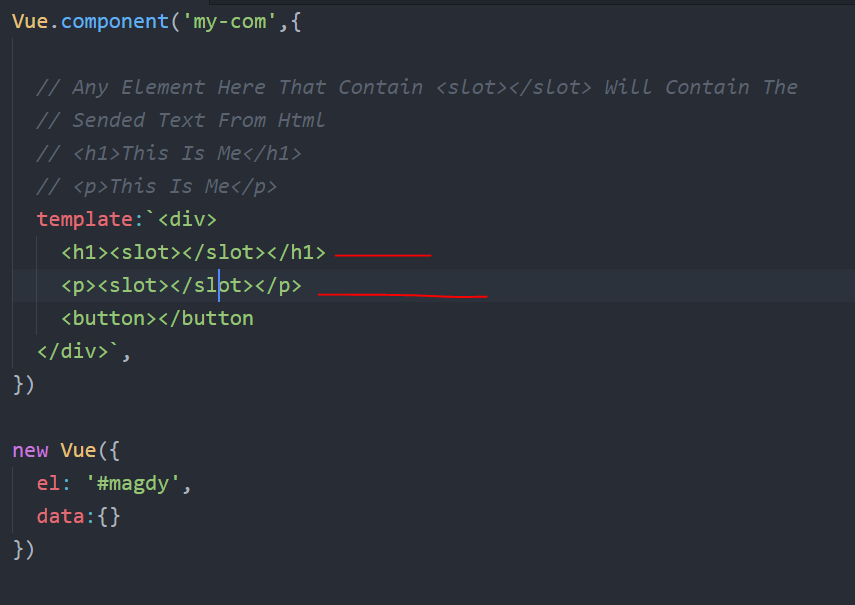 Vue.component('my-com',{
// Any Element Here That Contain <slot></slot> Will Contain The
// Sended Text From Html
// <h1>This Is Me</h1>
// <p>This Is Me</p>
template:`<div>
<h1><slot></slot></h1>
<p><slot></slot></p>
<button></button
</div>`,
})
new Vue({
el: '#magdy',
data:{}
})